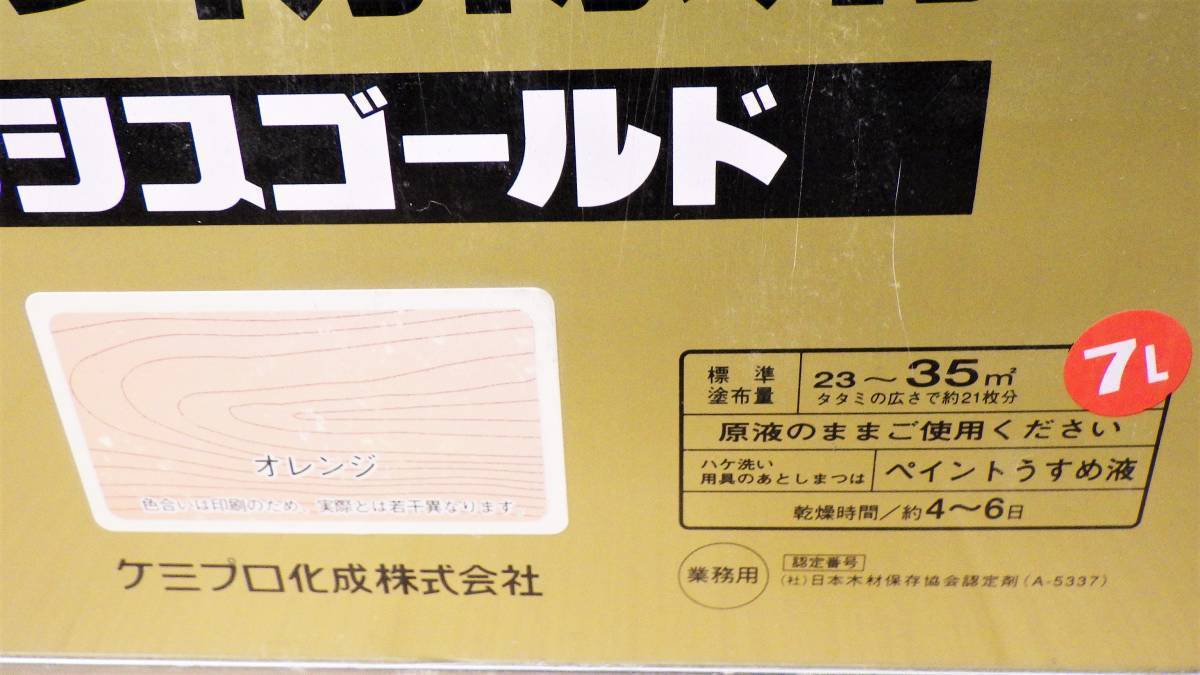 シスゴールド
オレンジ
色合いは印刷のため、実際とは若干異なります。
ケミプロ化成株式会社
7L
標準
塗布量
23～35㎡
タタミの広さで約21枚分
原液のままご使用ください
ハケ洗い
用具のあとしまつは
ペイントうすめ液
乾燥時間/約4～6日
業務用
認定番号
(社)日本木材保存協会認定剤(A-5337)